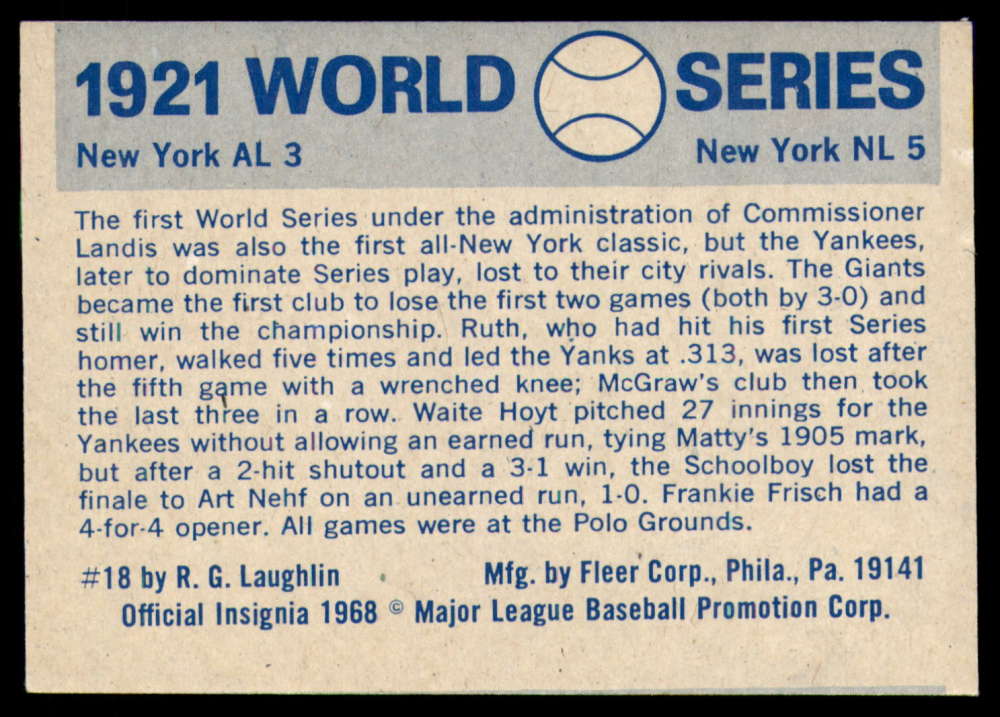 1921 WORLD SERIES
New York AL 3 New York NL 5
The first World Series under the administration of Commissioner
Landis was also the first all-New York classic, but the Yankees,
later to dominate Series play, lost to their city rivals. The Giants
became the first club to lose the first two games (both by 3-0) and
still win the championship. Ruth, who had hit his first Series
homer, walked five times and led the Yanks at .313, was lost after
the fifth game with a wrenched knee; McGraw's club then took
the last three in a row. Waite Hoyt pitched 27 innings for the
Yankees without allowing an earned run, tying Matty's 1905 mark,
but after a 2-hit shutout and a 3-1 win, the Schoolboy lost the
finale to Art Nehf on an unearned run, 1-0. Frankie Frisch had a
4-for-4 opener. All games were at the Polo Grounds.
#18 by R. G. Laughlin Mfg. by Fleer Corp., Phila., Pa. 19141
Official Insignia 1968 © Major League Baseball Promotion Corp.